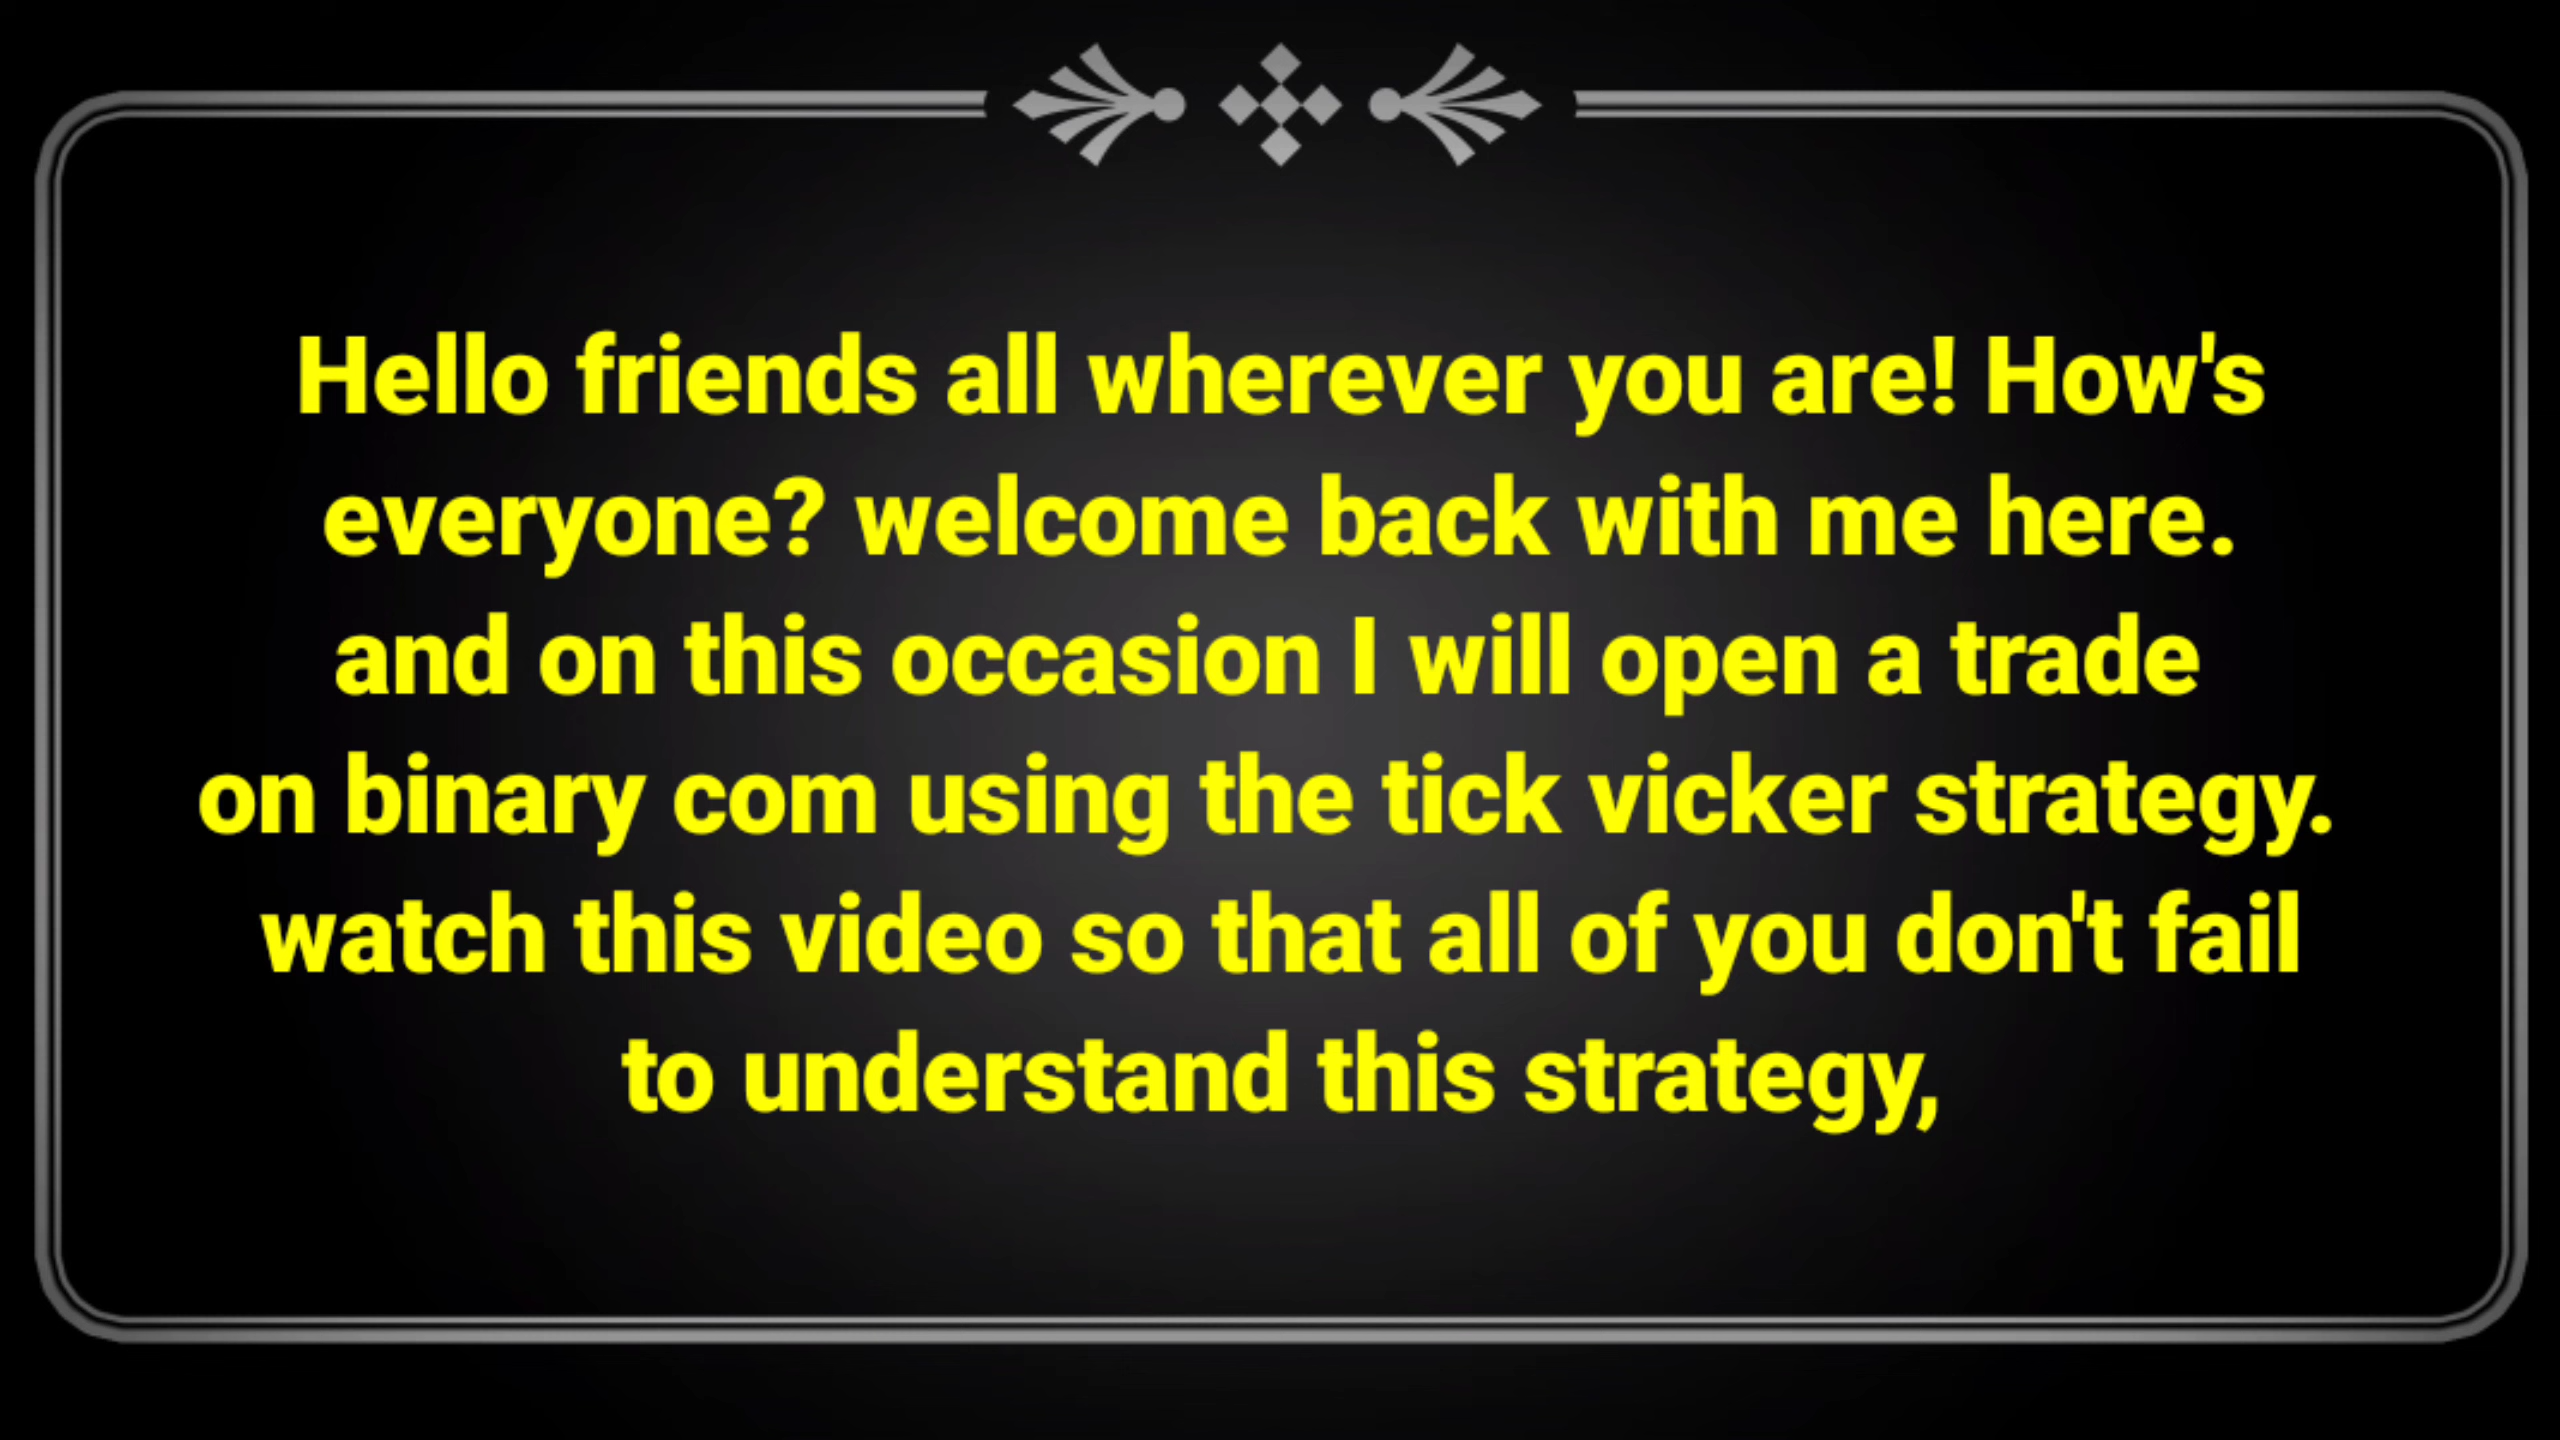 Hello friends all wherever you are! How's
everyone? welcome back with me here.
and on this occasion I will open a trade
on binary com using the tick vicker strategy.
watch this video so that all of you don't fail
to understand this strategy,